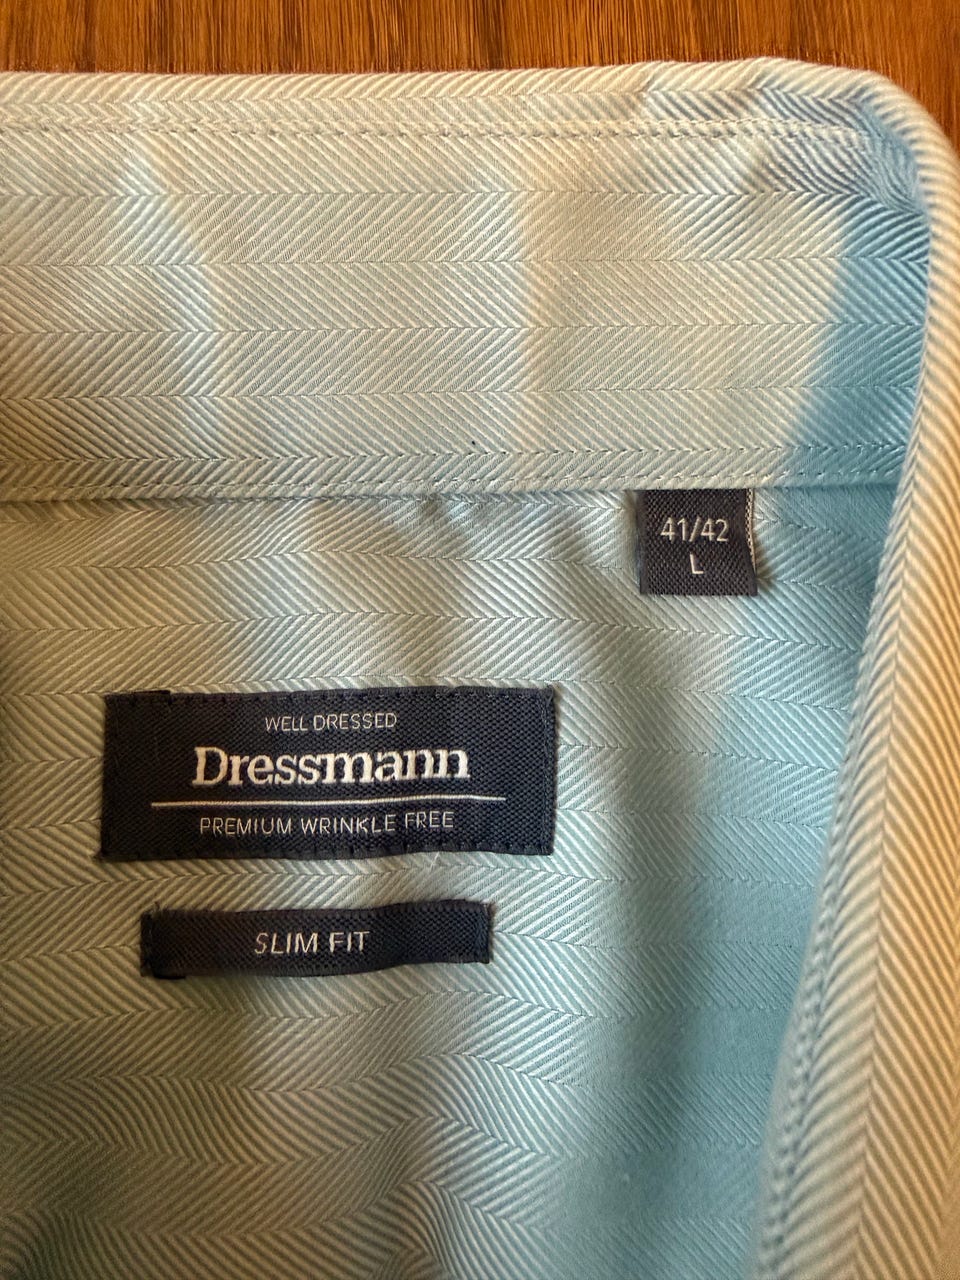 41/42
L
WELL DRESSED
Dressmann
PREMIUM WRINKLE FREE
SLIM FIT